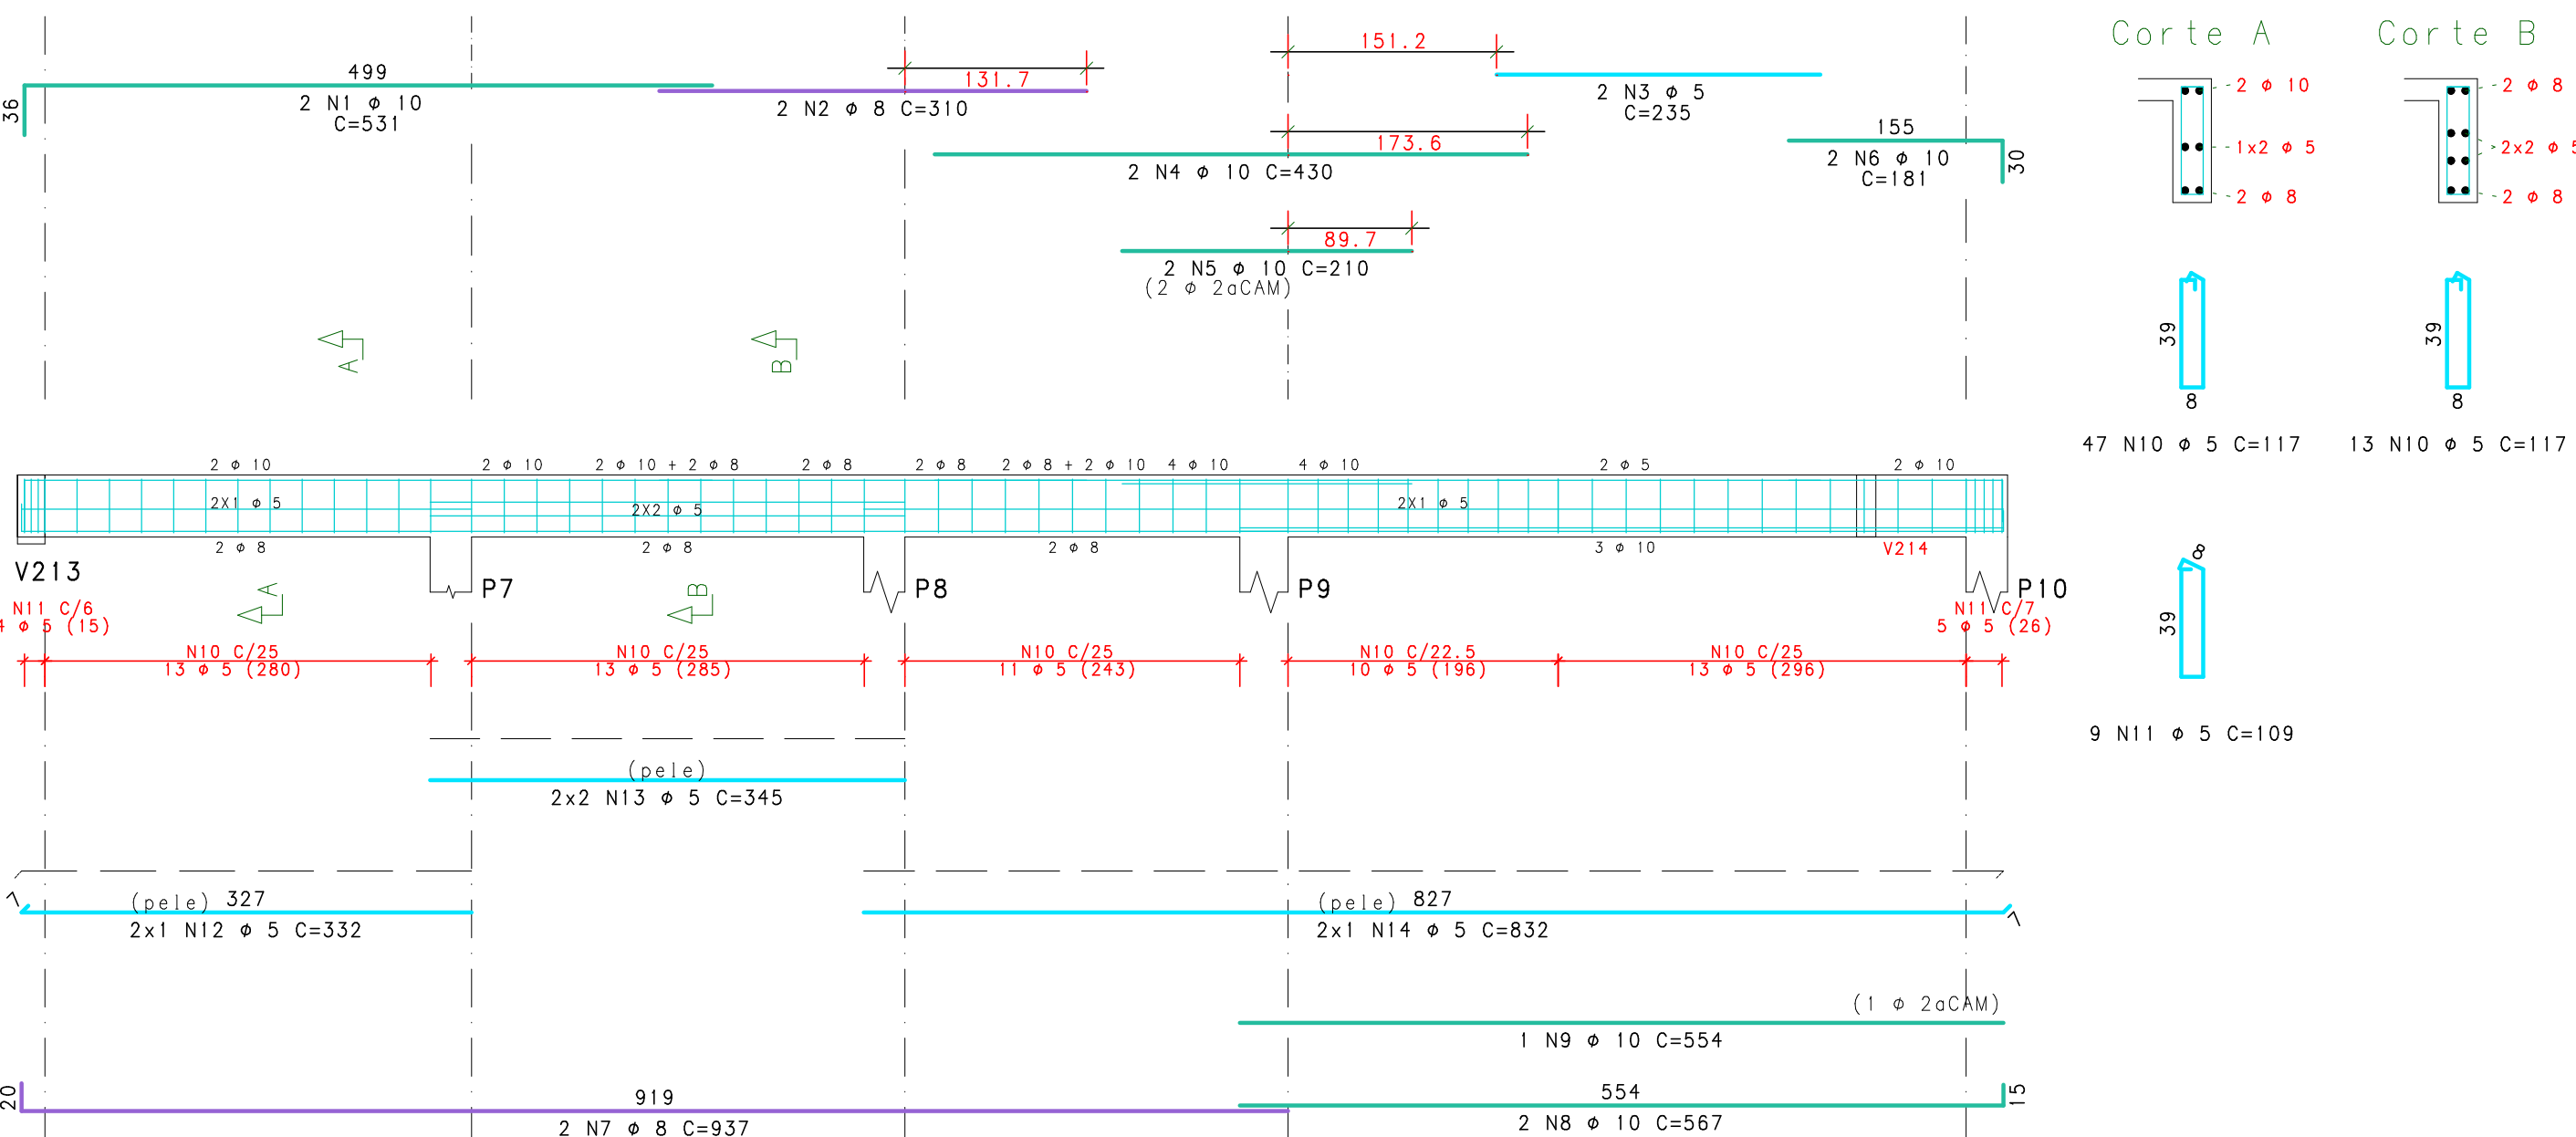 Corte A
Corte B
151.2
499
131.7
36
2 N1 φ 10
C=531
2 N2 φ 8 C=310
2 N3 φ 5
C=235
2 φ 10
2 φ 8
155
173.6
2 N4 φ 10 C=430
2 N6 φ 10
C=181
30
1x2 φ 5
2x2 φ 5
2 φ 8
2 φ 8
89.7
2 N5 φ 10 C=210
(2 φ 2aCAM)
A
B
39
39
8
8
47 N10 φ 5 C=117
13 N10 φ 5 C=117
2 φ 10
2 φ 10
2 φ 10 + 2 φ 8
2 φ 8
2 φ 8
2 φ 8 + 2 φ 10
4 φ 10
4 φ 10
2 φ 5
2 φ 10
2X1 φ 5
2X2 φ 5
2X1 φ 5
2 φ 8
2 φ 8
2 φ 8
3 φ 10
V214
V213
P7
P8
P9
P10
A
B
8
39
N11 C/6
4 φ 5 (15)
N11 C/7
5 φ 5 (26)
N10 C/25
13 φ 5 (280)
N10 C/25
13 φ 5 (285)
N10 C/25
11 φ 5 (243)
N10 C/22.5
10 φ 5 (196)
N10 C/25
13 φ 5 (296)
9 N11 φ 5 C=109
(pele)
2x2 N13 φ 5 C=345
7
(pele) 327
2x1 N12 φ 5 C=332
(pele) 827
2x1 N14 φ 5 C=832
7
(1 φ 2aCAM)
1 N9 φ 10 C=554
20
919
2 N7 φ 8 C=937
554
15
2 N8 φ 10 C=567